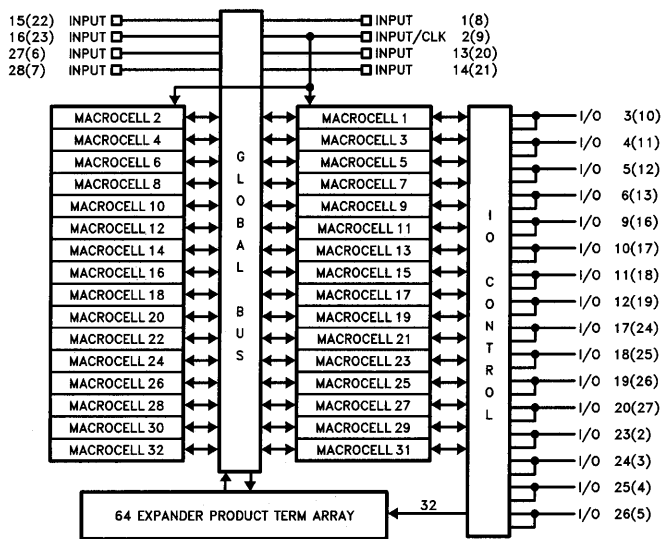 15(22) INPUT INPUT 1(8)
16(23) INPUT INPUT/CLK 2(9)
27(6) INPUT INPUT 13(20)
28(7) INPUT INPUT 14(21)
MACROCELL 2 MACROCELL 1 I/O 3(10)
MACROCELL 4 MACROCELL 3 I/O 4(11)
MACROCELL 6 MACROCELL 5 I/O 5(12)
MACROCELL 8 MACROCELL 7 I/O 6(13)
MACROCELL 10 MACROCELL 9 I/O 9(16)
MACROCELL 12 MACROCELL 11 I/O 10(17)
MACROCELL 14 MACROCELL 13 I/O 11(18)
MACROCELL 16 MACROCELL 15 I/O 12(19)
MACROCELL 18 MACROCELL 17 I/O 17(24)
MACROCELL 20 MACROCELL 19 I/O 18(25)
MACROCELL 22 MACROCELL 21 I/O 19(26)
MACROCELL 24 MACROCELL 23 I/O 20(27)
MACROCELL 26 MACROCELL 25 I/O 23(2)
MACROCELL 28 MACROCELL 27 I/O 24(3)
MACROCELL 30 MACROCELL 29 I/O 25(4)
MACROCELL 32 MACROCELL 31 I/O 26(5)
GLOBAL BUS
IO CONTROL
64 EXPANDER PRODUCT TERM ARRAY 32